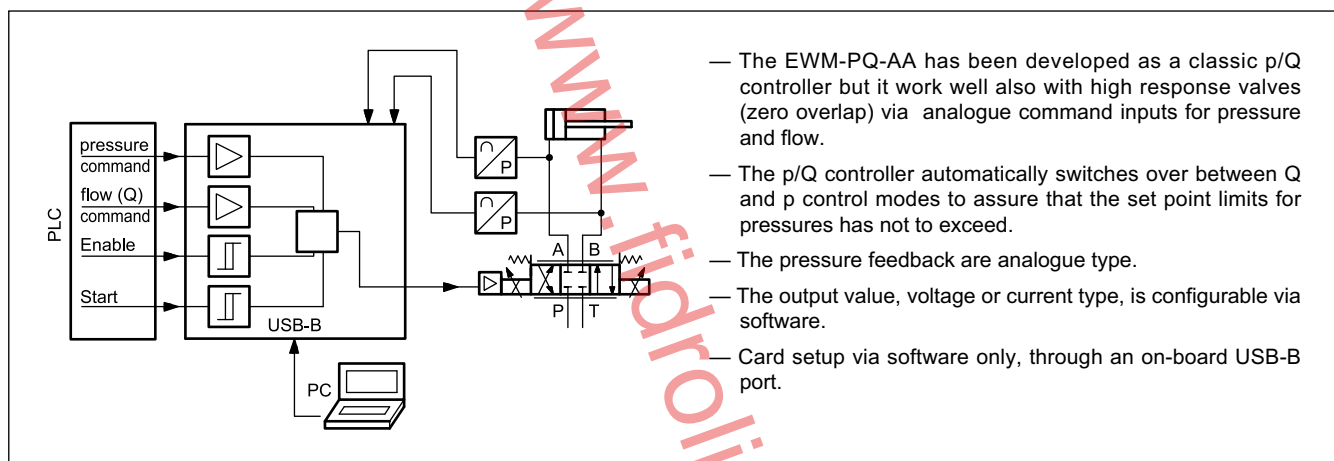 pressure
command
flow (Q)
command
Enable
Start
PLC
USB-B
PC
P
P
A B
P T
— The EWM-PQ-AA has been developed as a classic p/Q
controller but it work well also with high response valves
(zero overlap) via analogue command inputs for pressure
and flow.
— The p/Q controller automatically switches over between Q
and p control modes to assure that the set point limits for
pressures has not to exceed.
— The pressure feedback are analogue type.
— The output value, voltage or current type, is configurable via
software.
— Card setup via software only, through an on-board USB-B
port.
www.fidroli